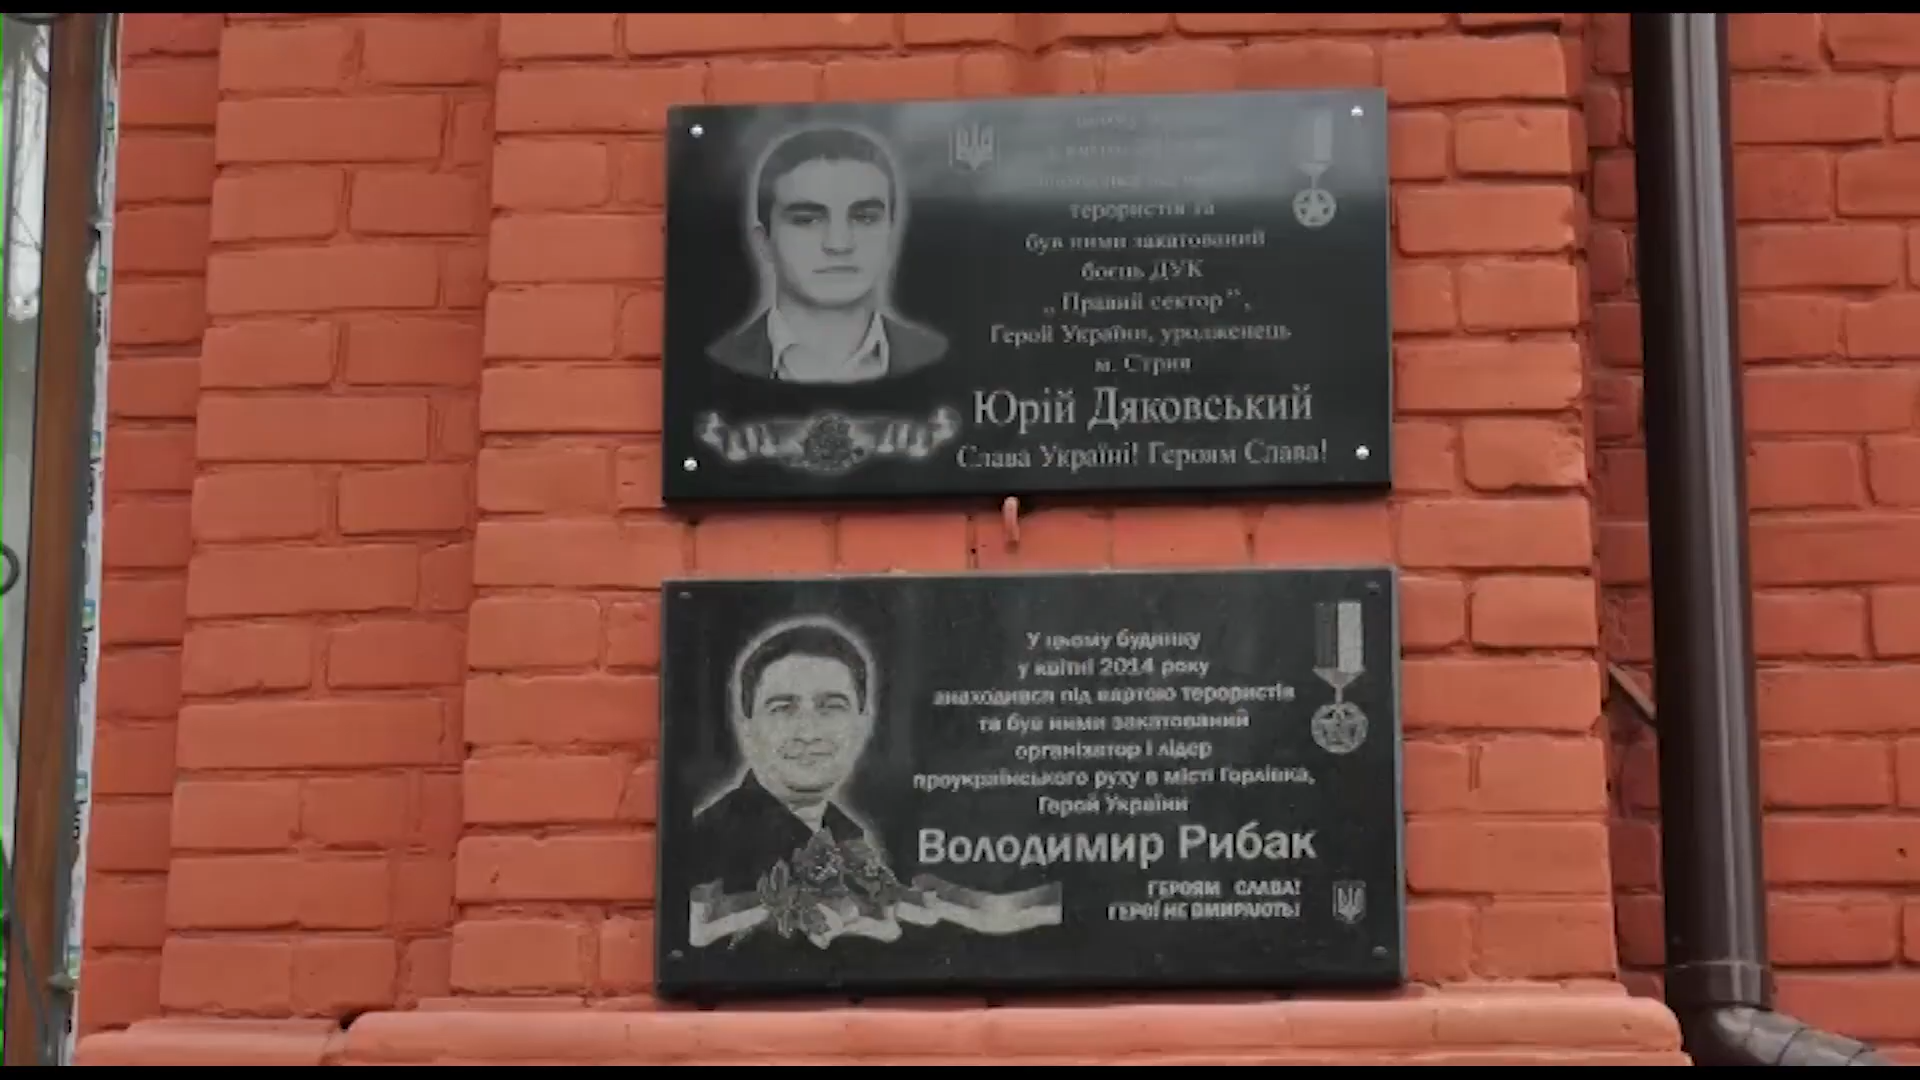 терористів та
був ними закатований
боєць ДУК
„ Правий сектор”,
Герой України, уродженець
м. Стрия
Юрій Дяковський
Слава Україні! Героям Слава!
У цьому будинку
у квітні 2014 року
знаходився під вартою терористів
та був ними закатований
організатор і лідер
проукраїнського руху в місті Горлівка,
Герой України
Володимир Рибак
ГЕРОЯМ СЛАВА!
ГЕРОЇ НЕ ВМИРАЮТЬ!